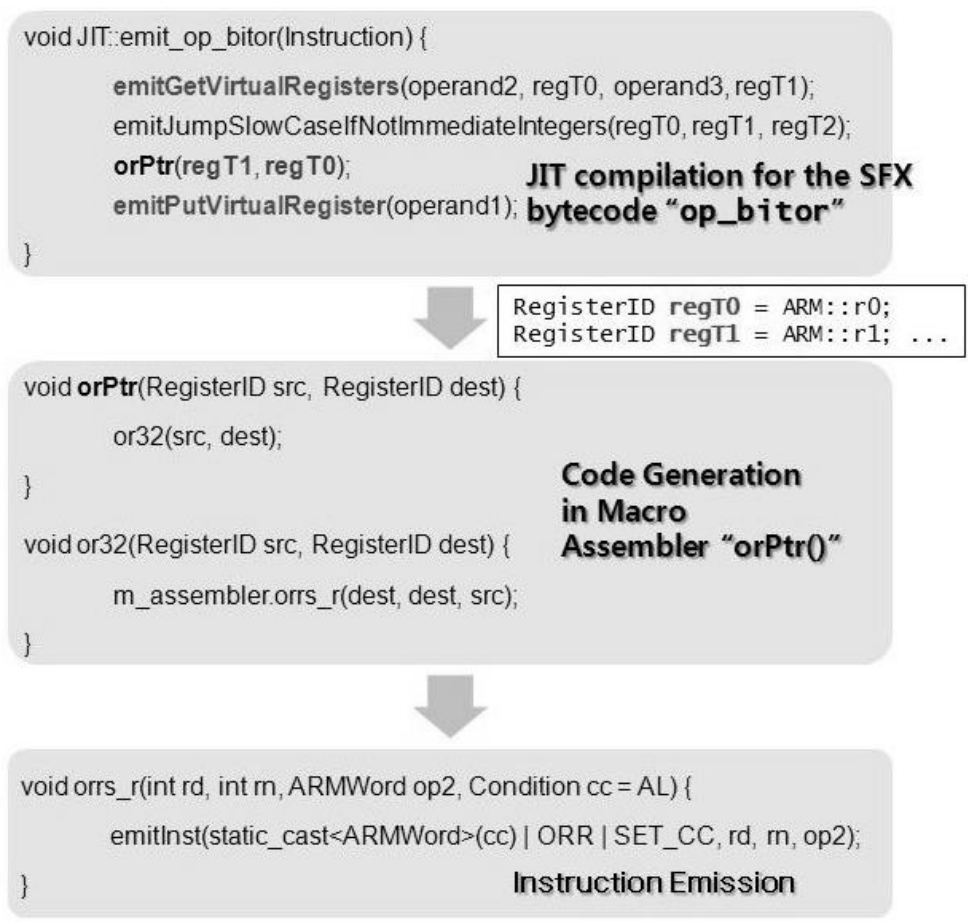 void JIT::emit_op_bitor(Instruction) {
emitGetVirtualRegisters(operand2, regT0, operand3, regT1);
emitJumpSlowCaseIfNotImmediateIntegers(regT0, regT1, regT2);
orPtr(regT1, regT0);
emitPutVirtualRegister(operand1);
}
JIT compilation for the SFX
bytecode “op_bitor”
RegisterID regT0 = ARM::r0;
RegisterID regT1 = ARM::r1; ...
void orPtr(RegisterID src, RegisterID dest) {
or32(src, dest);
}
void or32(RegisterID src, RegisterID dest) {
m_assembler.orrs_r(dest, dest, src);
}
Code Generation
in Macro
Assembler “orPtr()”
void orrs_r(int rd, int rn, ARMWord op2, Condition cc = AL) {
emitInst(static_cast<ARMWord>(cc) | ORR | SET_CC, rd, rn, op2);
}
Instruction Emission